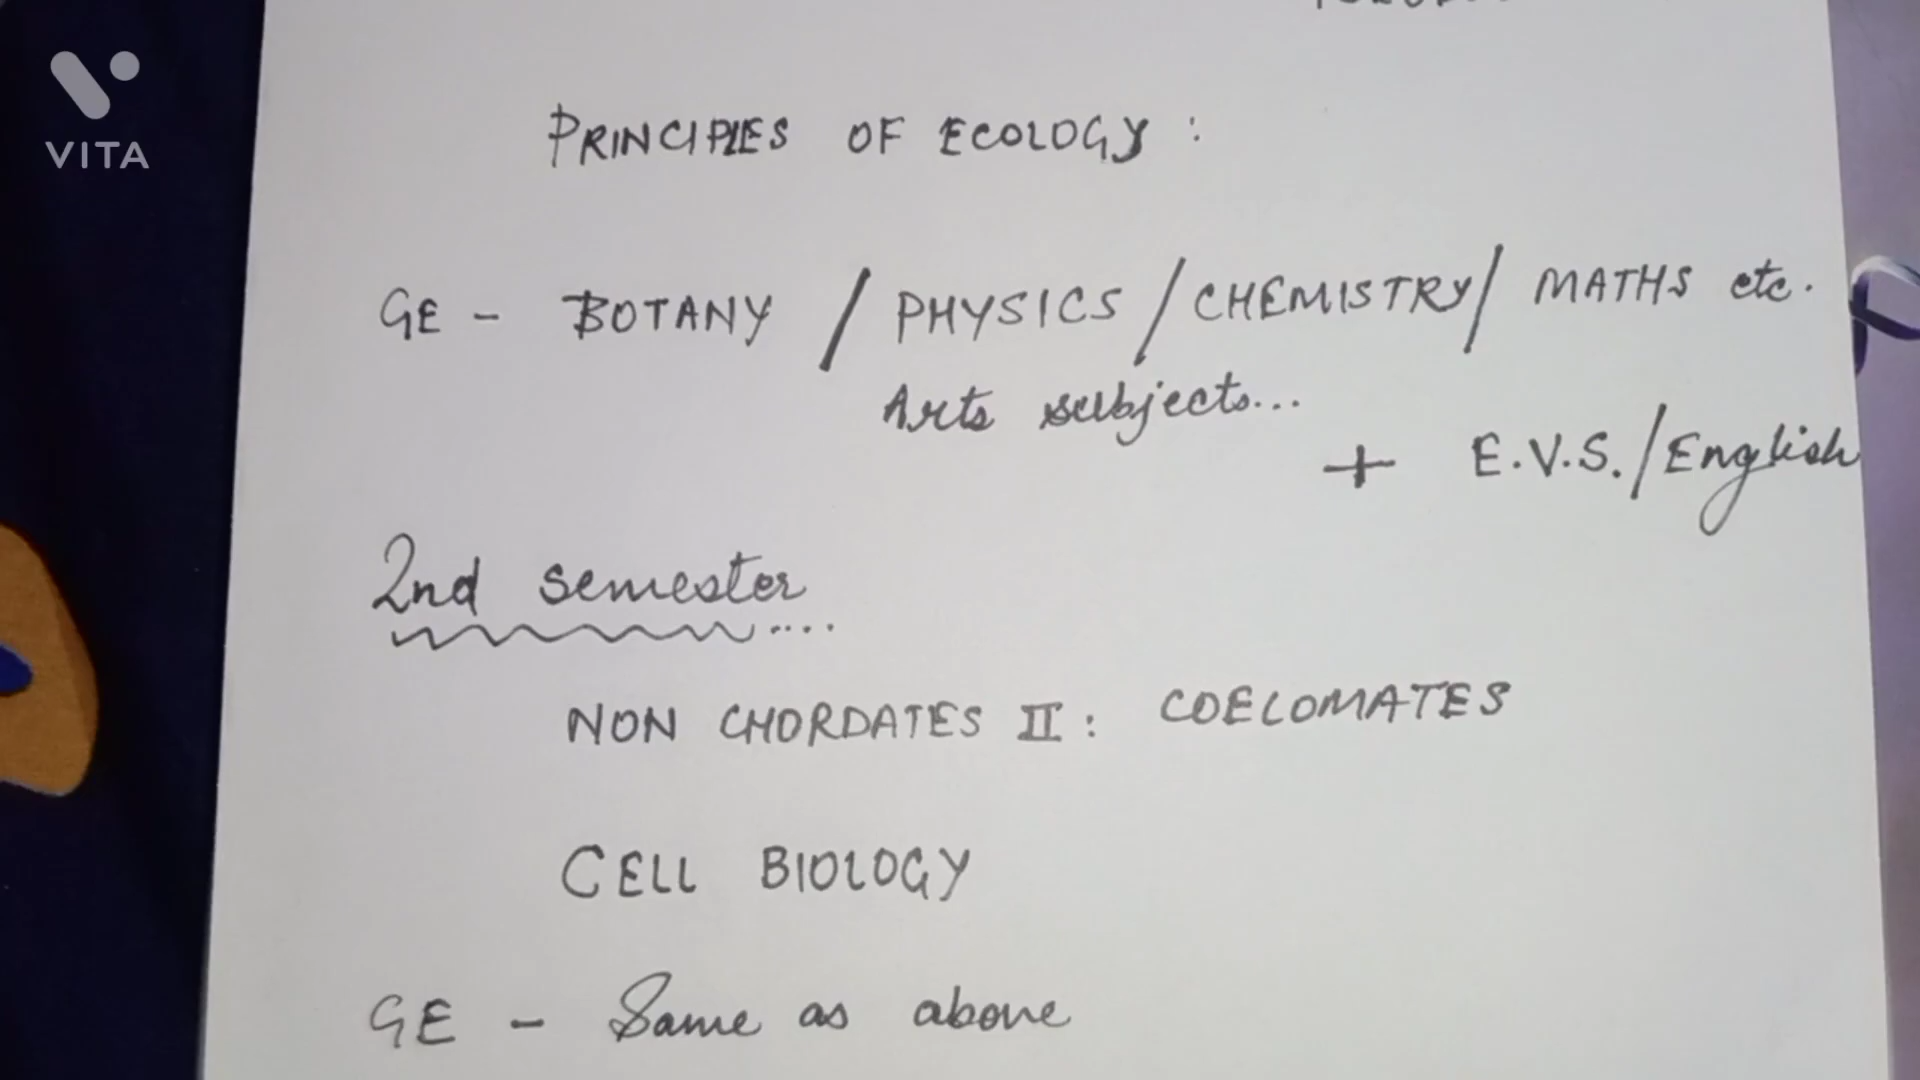 VITA
PRINCIPLES OF ECOLOGY :
GE - BOTANY / PHYSICS / CHEMISTRY / MATHS etc.
Arts subjects...
+ E.V.S. / English
2nd semester
NON CHORDATES II : COELOMATES
CELL BIOLOGY
GE - Same as above